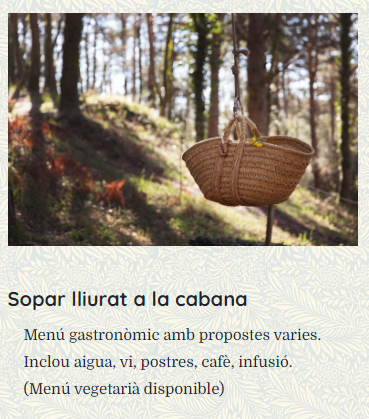 Sopar lliurat a la cabana
Menú gastronòmic amb propostes varies.
Inclou aigua, vi, postres, cafè, infusió.
(Menú vegetarià disponible)